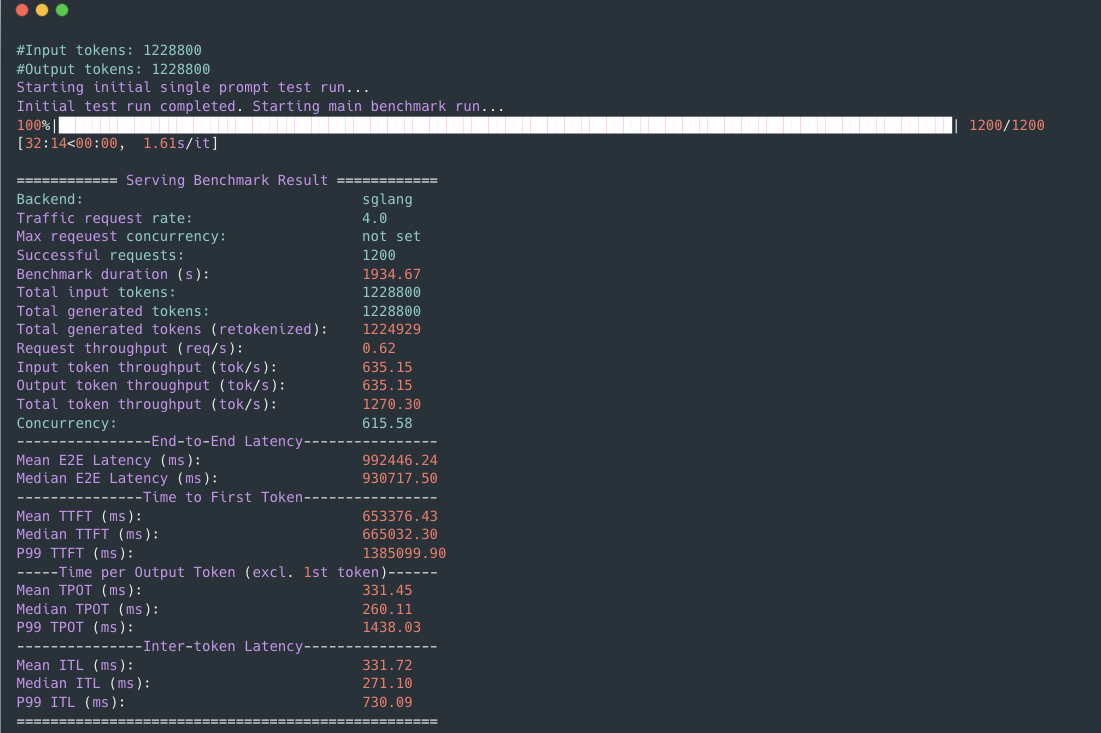 #Input tokens: 1228800
#Output tokens: 1228800
Starting initial single prompt test run...
Initial test run completed. Starting main benchmark run...
100%|██████████████████████████████████████████████████| 1200/1200
[32:14<00:00,  1.61s/it]

============ Serving Benchmark Result ============
Backend:                                 sglang
Traffic request rate:                    4.0
Max reqeuest concurrency:                not set
Successful requests:                     1200
Benchmark duration (s):                  1934.67
Total input tokens:                      1228800
Total generated tokens:                  1228800
Total generated tokens (retokenized):    1224929
Request throughput (req/s):              0.62
Input token throughput (tok/s):          635.15
Output token throughput (tok/s):         635.15
Total token throughput (tok/s):          1270.30
Concurrency:                             615.58
----------------End-to-End Latency----------------
Mean E2E Latency (ms):                   992446.24
Median E2E Latency (ms):                 930717.50
---------------Time to First Token----------------
Mean TTFT (ms):                          653376.43
Median TTFT (ms):                        665032.30
P99 TTFT (ms):                           1385099.90
-----Time per Output Token (excl. 1st token)------
Mean TPOT (ms):                          331.45
Median TPOT (ms):                        260.11
P99 TPOT (ms):                           1438.03
---------------Inter-token Latency----------------
Mean ITL (ms):                           331.72
Median ITL (ms):                         271.10
P99 ITL (ms):                            730.09
==================================================